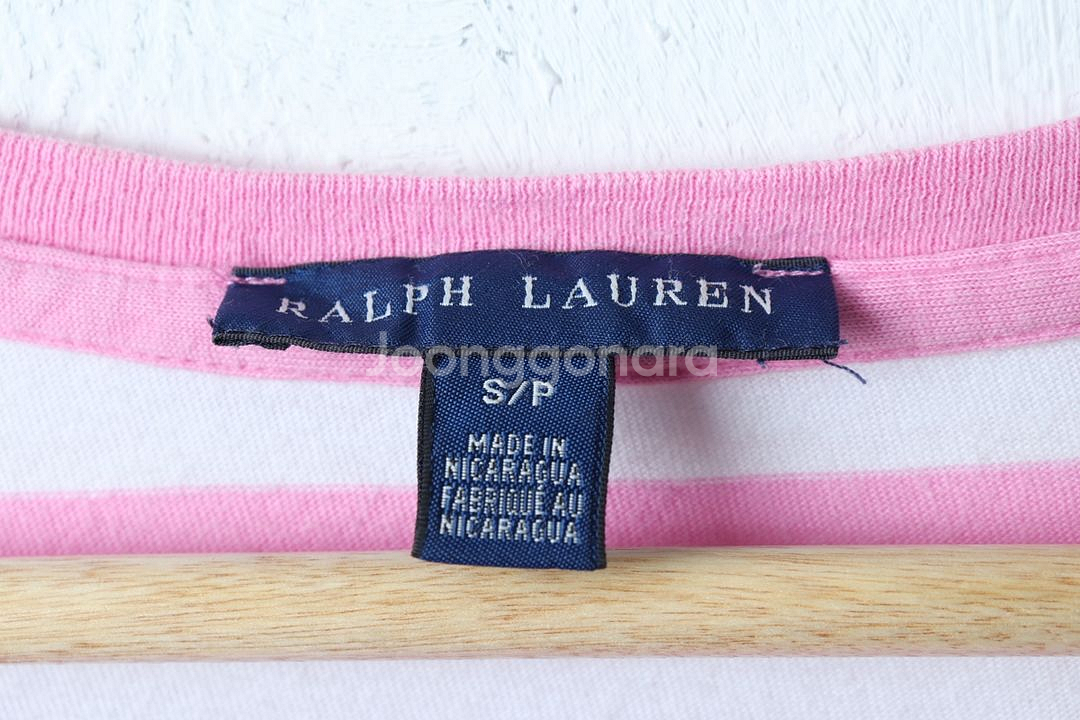 RALPH LAUREN
Joonggonara
S/P
MADE IN
NICARAGUA
FABRIQUÉ AU
NICARAGUA